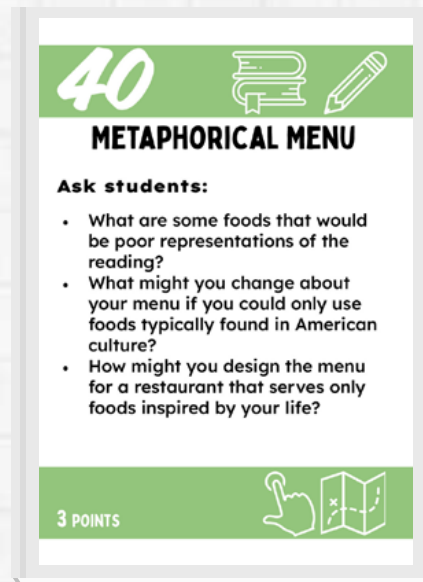 40
METAPHORICAL MENU
Ask students:
• What are some foods that would
be poor representations of the
reading?
• What might you change about
your menu if you could only use
foods typically found in American
culture?
• How might you design the menu
for a restaurant that serves only
foods inspired by your life?
3 POINTS